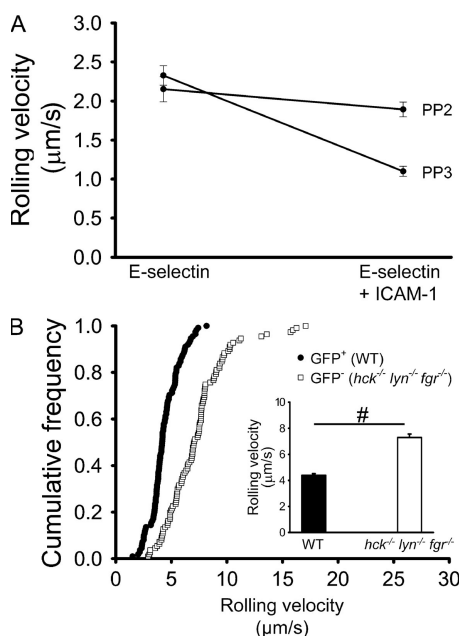 A
Rolling velocity
(μm/s)
3.0
2.5
2.0
1.5
1.0
0.5
0.0
PP2
PP3
E-selectin
E-selectin
+ ICAM-1
B
Cumulative frequency
1.0
0.8
0.6
0.4
0.2
0.0
GFP⁺ (WT)
GFP⁻ (hck⁻/⁻ lyn⁻/⁻ fgr⁻/⁻)
#
Rolling velocity
(μm/s)
10
8
6
4
2
0
WT
hck⁻/⁻ lyn⁻/⁻ fgr⁻/⁻
0 5 10 15 20 25 30
Rolling velocity
(μm/s)